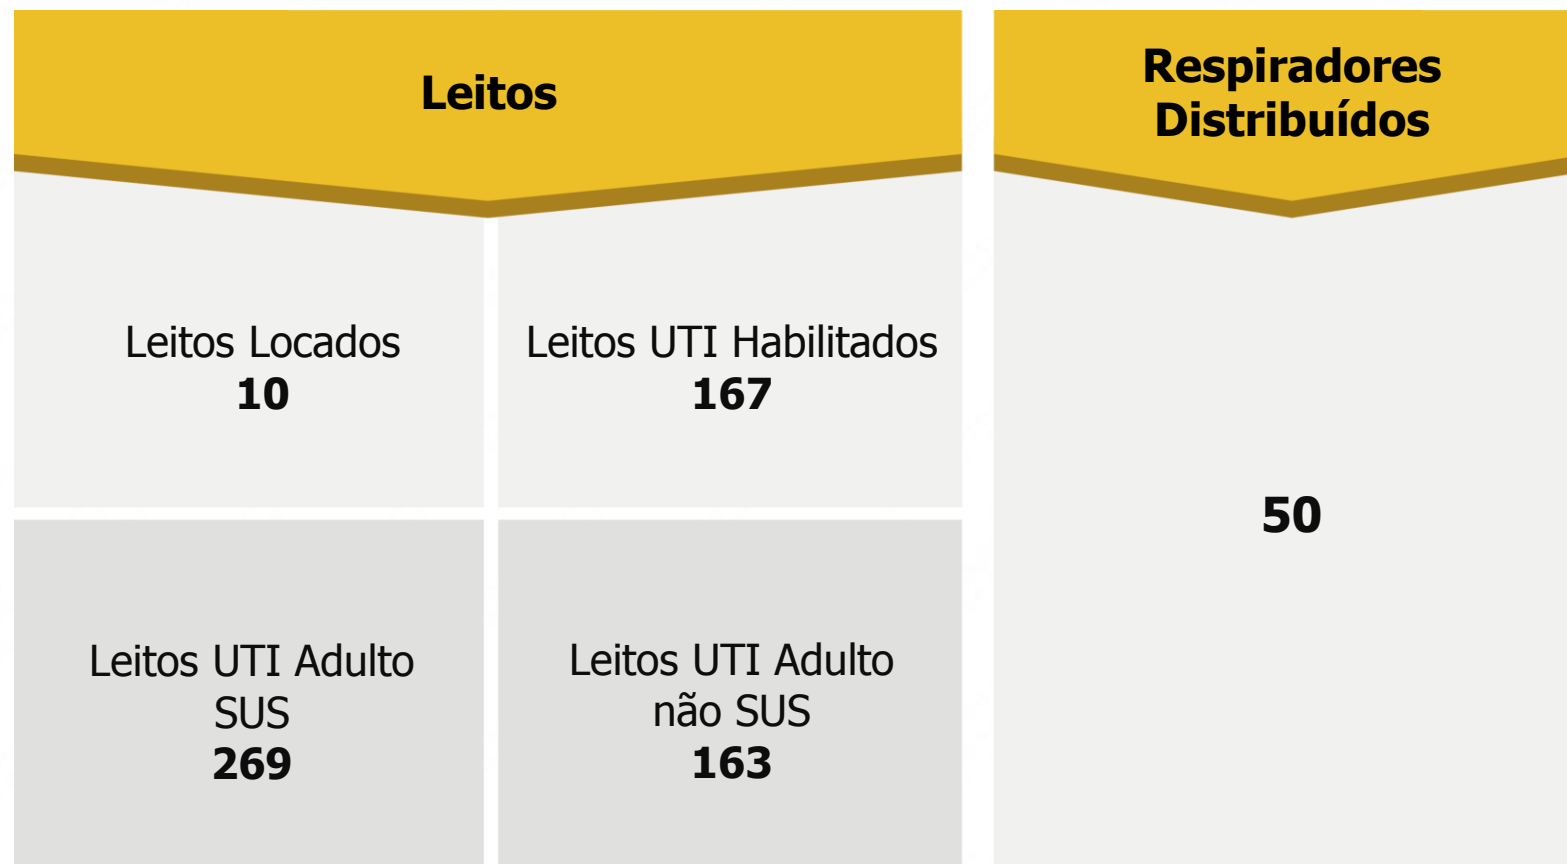 Leitos
Leitos Locados
10
Leitos UTI Habilitados
167
Leitos UTI Adulto
SUS
269
Leitos UTI Adulto
não SUS
163
Respiradores
Distribuídos
50